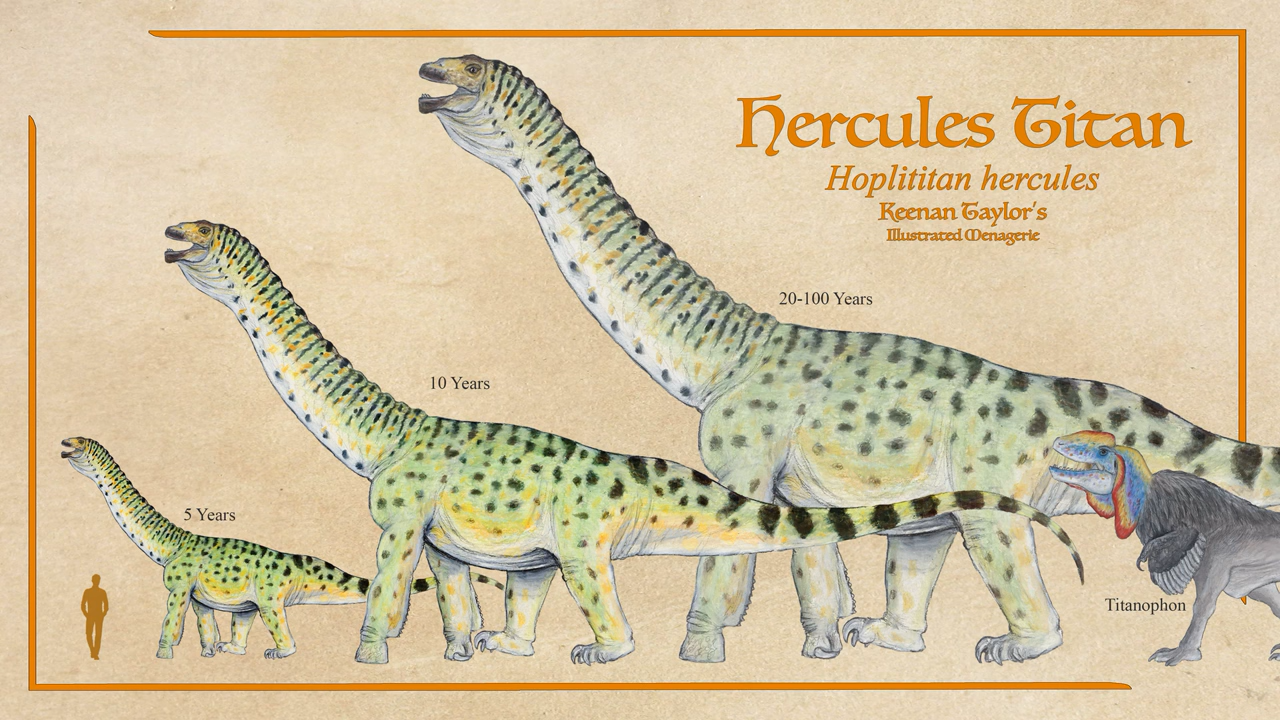 Hercules Titan
Hoplititan hercules
Keenan Taylor's
Illustrated Menagerie
20-100 Years
10 Years
5 Years
Titanophon